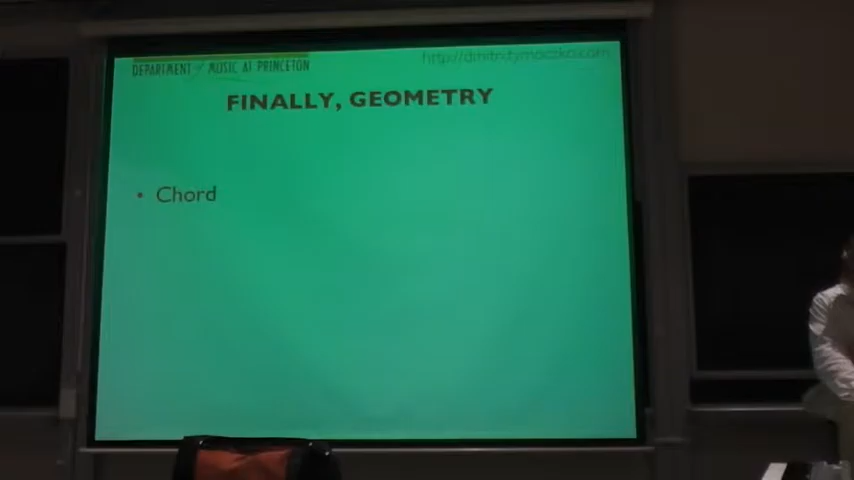 DEPARTMENT of MUSIC AT PRINCETON
http://dmitri.tymoczko.com
FINALLY, GEOMETRY
• Chord